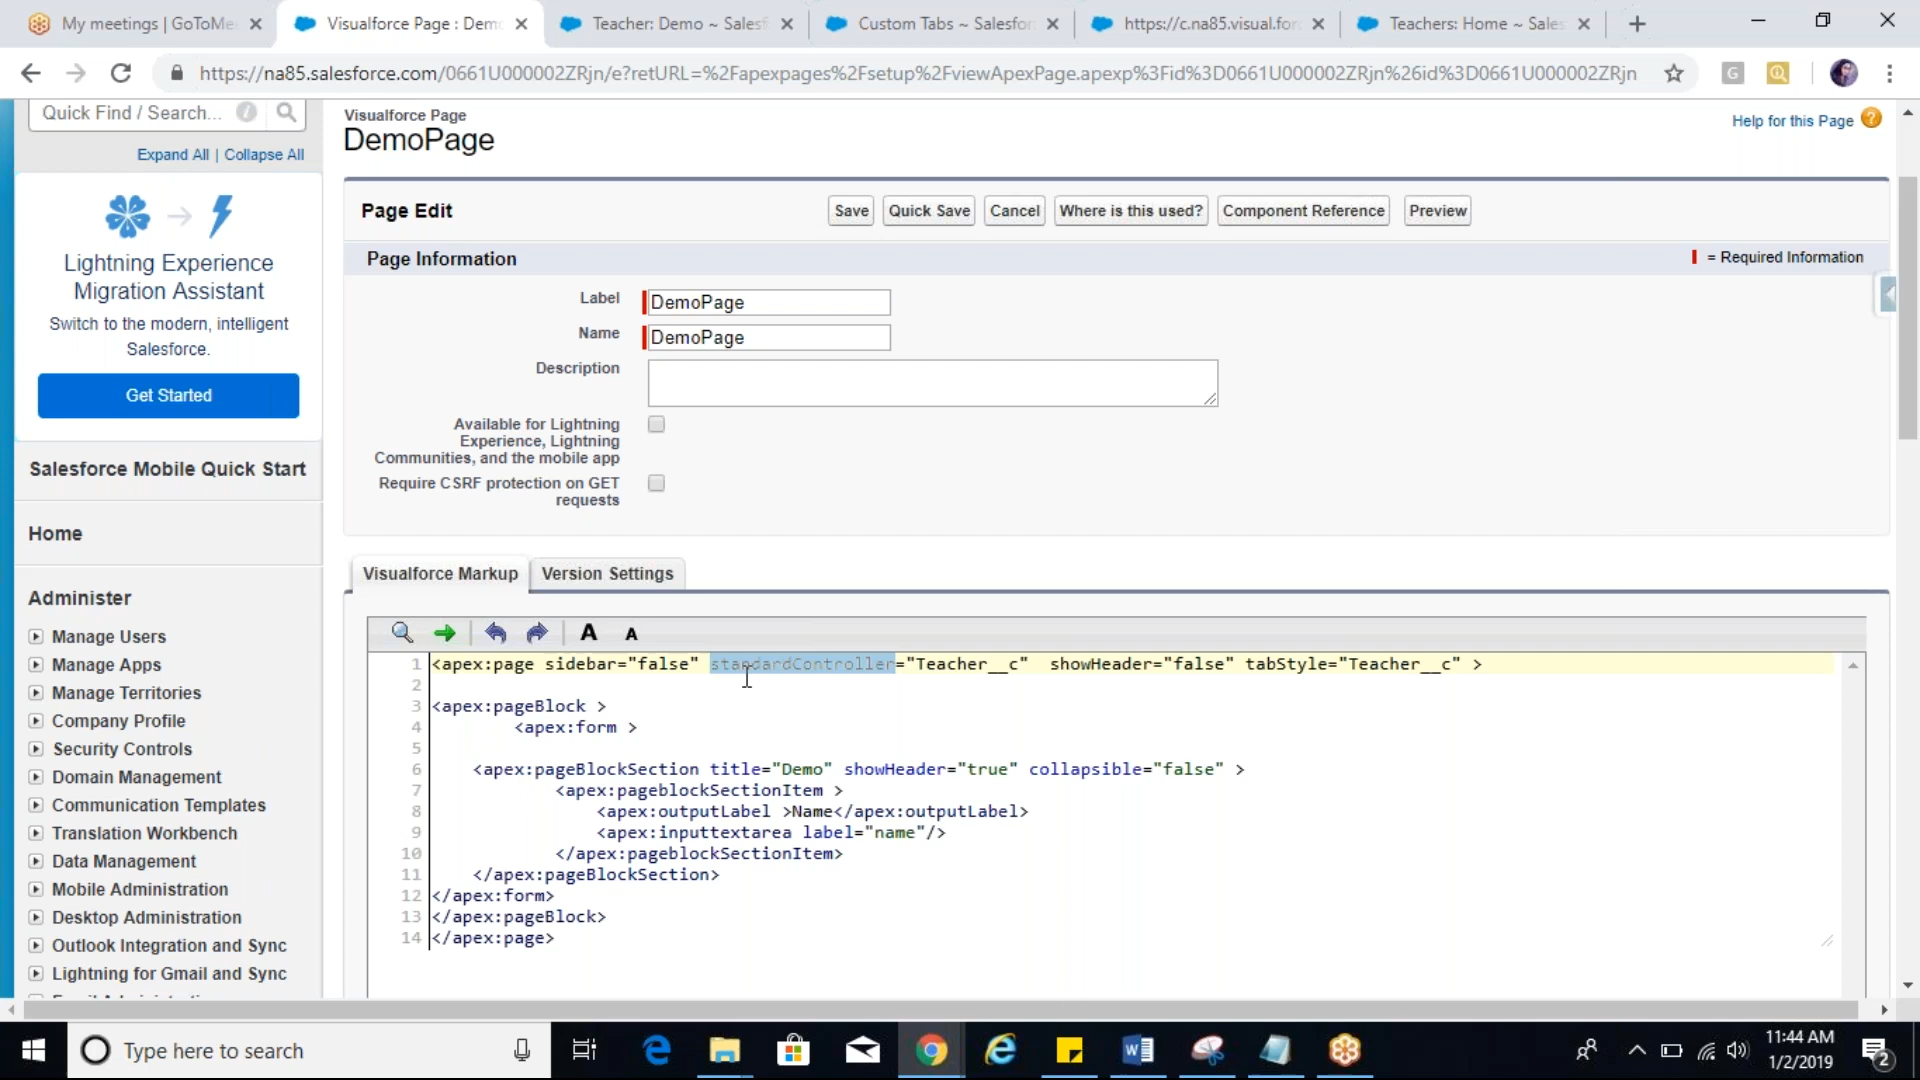 My meetings | GoToMe
Visualforce Page : Dem
Teacher: Demo ~ Salesf
Custom Tabs ~ Salesfor
https://c.na85.visual.for
Teachers: Home ~ Sales
https://na85.salesforce.com/0661U000002ZRjn/e?retURL=%2Fapexpages%2Fsetup%2FviewApexPage.apexp%3Fid%3D0661U000002ZRjn%26id%3D0661U000002ZRjn
Quick Find / Search...
Expand All | Collapse All
Lightning Experience
Migration Assistant
Switch to the modern, intelligent
Salesforce.
Get Started
Salesforce Mobile Quick Start
Home
Administer
Manage Users
Manage Apps
Manage Territories
Company Profile
Security Controls
Domain Management
Communication Templates
Translation Workbench
Data Management
Mobile Administration
Desktop Administration
Outlook Integration and Sync
Lightning for Gmail and Sync
Visualforce Page
DemoPage
Help for this Page
Page Edit
Save
Quick Save
Cancel
Where is this used?
Component Reference
Preview
Page Information
= Required Information
Label
DemoPage
Name
DemoPage
Description
Available for Lightning
Experience, Lightning
Communities, and the mobile app
Require CSRF protection on GET
requests
Visualforce Markup
Version Settings
A A
1 <apex:page sidebar="false" standardController="Teacher__c"  showHeader="false" tabStyle="Teacher__c" >
2
3 <apex:pageBlock >
4         <apex:form >
5
6     <apex:pageBlockSection title="Demo" showHeader="true" collapsible="false" >
7             <apex:pageblockSectionItem >
8                 <apex:outputLabel >Name</apex:outputLabel>
9                 <apex:inputtextarea label="name"/>
10             </apex:pageblockSectionItem>
11     </apex:pageBlockSection>
12 </apex:form>
13 </apex:pageBlock>
14 </apex:page>
Type here to search
11:44 AM
1/2/2019
2